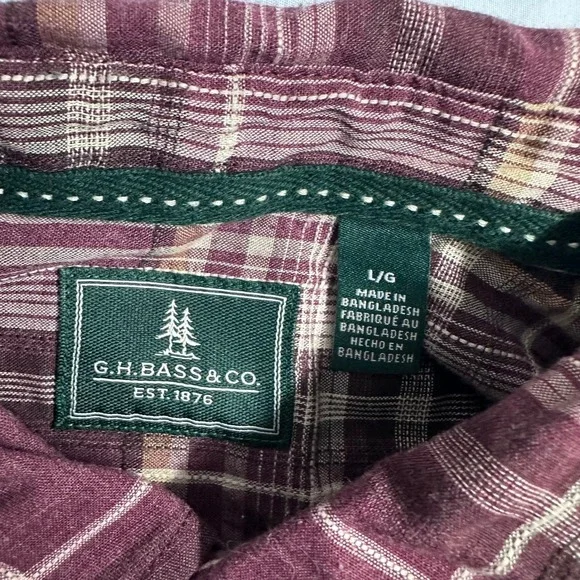 G.H.BASS&CO.
EST.1876
L/G
MADE IN
BANGLADESH
FABRIQUÉ AU
BANGLADESH
HECHO EN
BANGLADESH